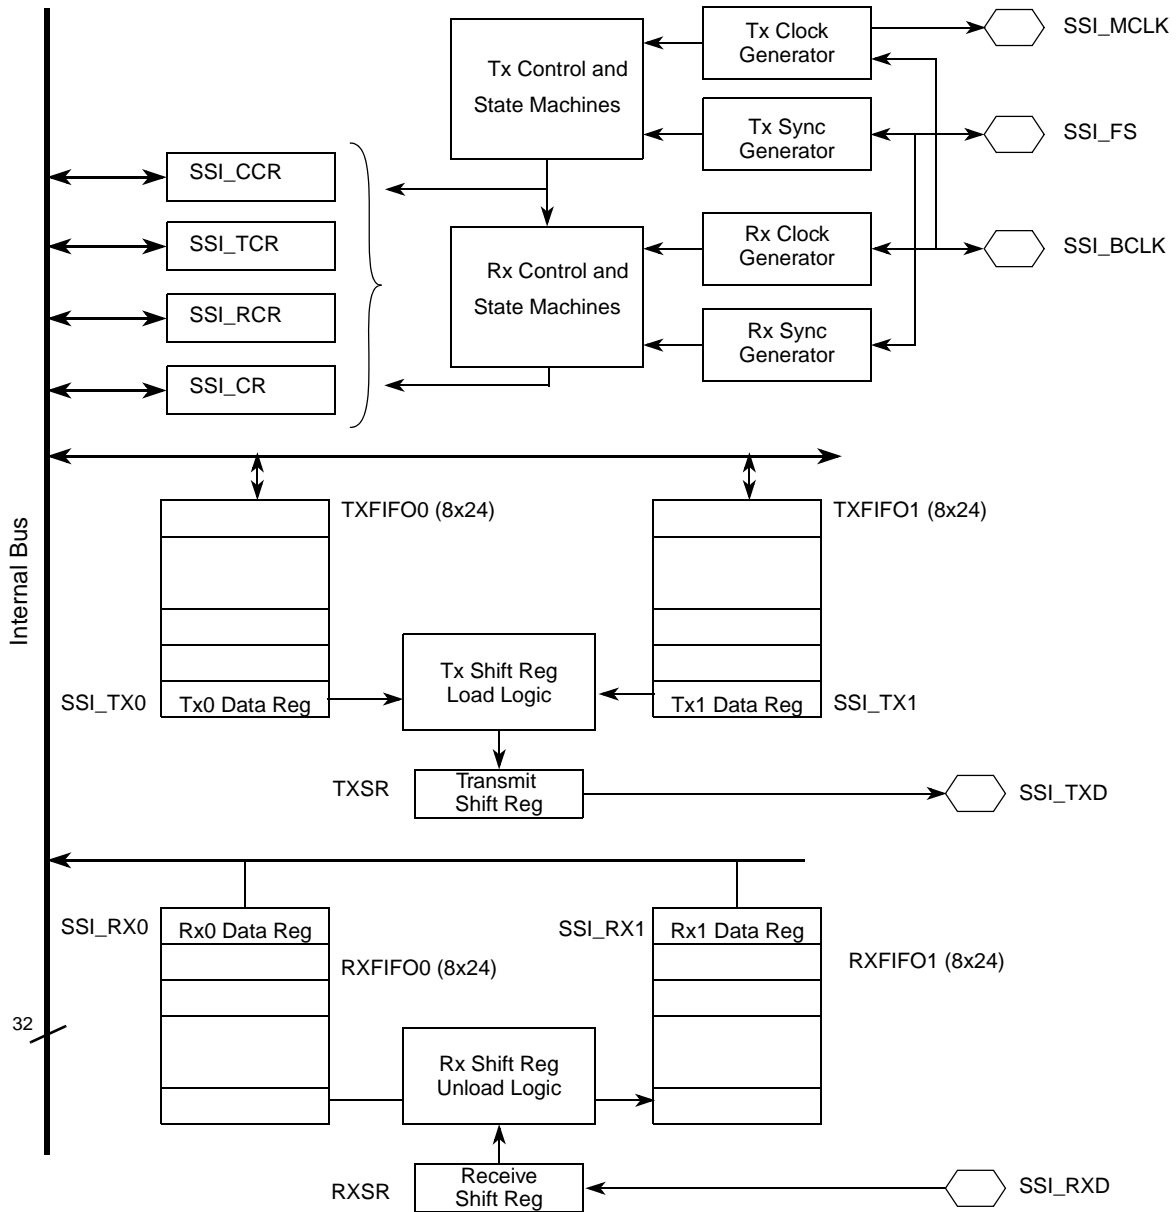 Tx Clock
Generator
SSI_MCLK
Tx Control and
State Machines
Tx Sync
Generator
SSI_FS
SSI_CCR
SSI_TCR
SSI_RCR
SSI_CR
Rx Control and
State Machines
Rx Clock
Generator
SSI_BCLK
Rx Sync
Generator
Internal Bus
TXFIFO0 (8x24)
TXFIFO1 (8x24)
Tx Shift Reg
Load Logic
SSI_TX0
Tx0 Data Reg
Tx1 Data Reg
SSI_TX1
TXSR
Transmit
Shift Reg
SSI_TXD
SSI_RX0
Rx0 Data Reg
SSI_RX1
Rx1 Data Reg
RXFIFO0 (8x24)
RXFIFO1 (8x24)
32
Rx Shift Reg
Unload Logic
RXSR
Receive
Shift Reg
SSI_RXD